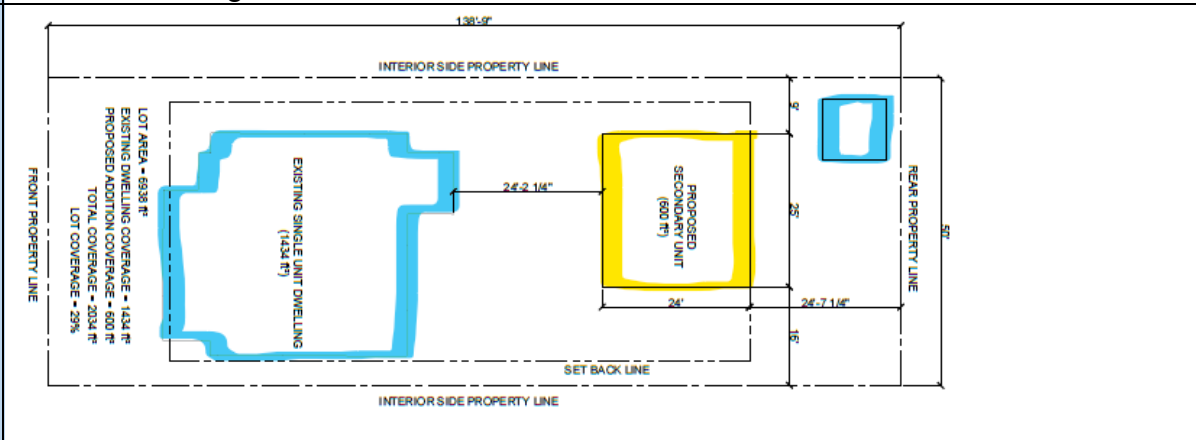 138'-9"
INTERIOR SIDE PROPERTY LINE
FRONT PROPERTY LINE
LOT AREA = 6938 ft²
EXISTING DWELLING COVERAGE = 1434 ft²
PROPOSED ADDITION COVERAGE = 600 ft²
TOTAL COVERAGE = 2034 ft²
LOT COVERAGE = 29%
EXISTING SINGLE UNIT DWELLING
(1434 ft²)
24'-2 1/4"
PROPOSED
SECONDARY UNIT
(600 ft²)
9'
25'
16'
24'
24'-7 1/4"
REAR PROPERTY LINE
50'
SET BACK LINE
INTERIOR SIDE PROPERTY LINE